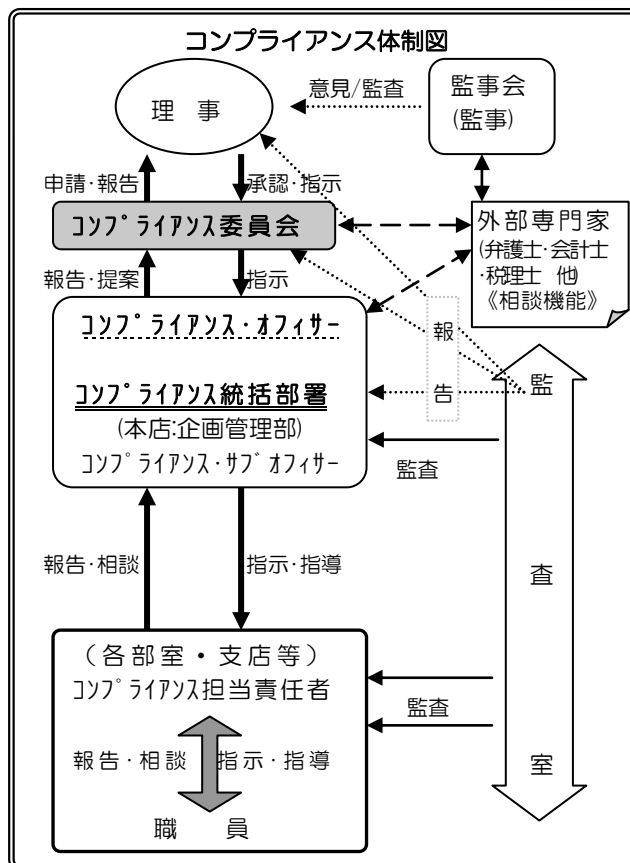 コンプライアンス体制図
理　事
意見/監査
監事会
(監事)
申請・報告
承認・指示
ｺﾝﾌﾟﾗｲｱﾝｽ委員会
外部専門家
(弁護士・会計士
・税理士　他)
《相談機能》
報告・提案
指示
ｺﾝﾌﾟﾗｲｱﾝｽ・ｵﾌｨｻｰ
報
告
ｺﾝﾌﾟﾗｲｱﾝｽ統括部署
(本店:企画管理部)
ｺﾝﾌﾟﾗｲｱﾝｽ・ｻﾌﾞｵﾌｨｻｰ
監査
監
査
室
報告・相談
指示・指導
（各部室・支店等）
ｺﾝﾌﾟﾗｲｱﾝｽ担当責任者
監査
報告・相談
指示・指導
職　員